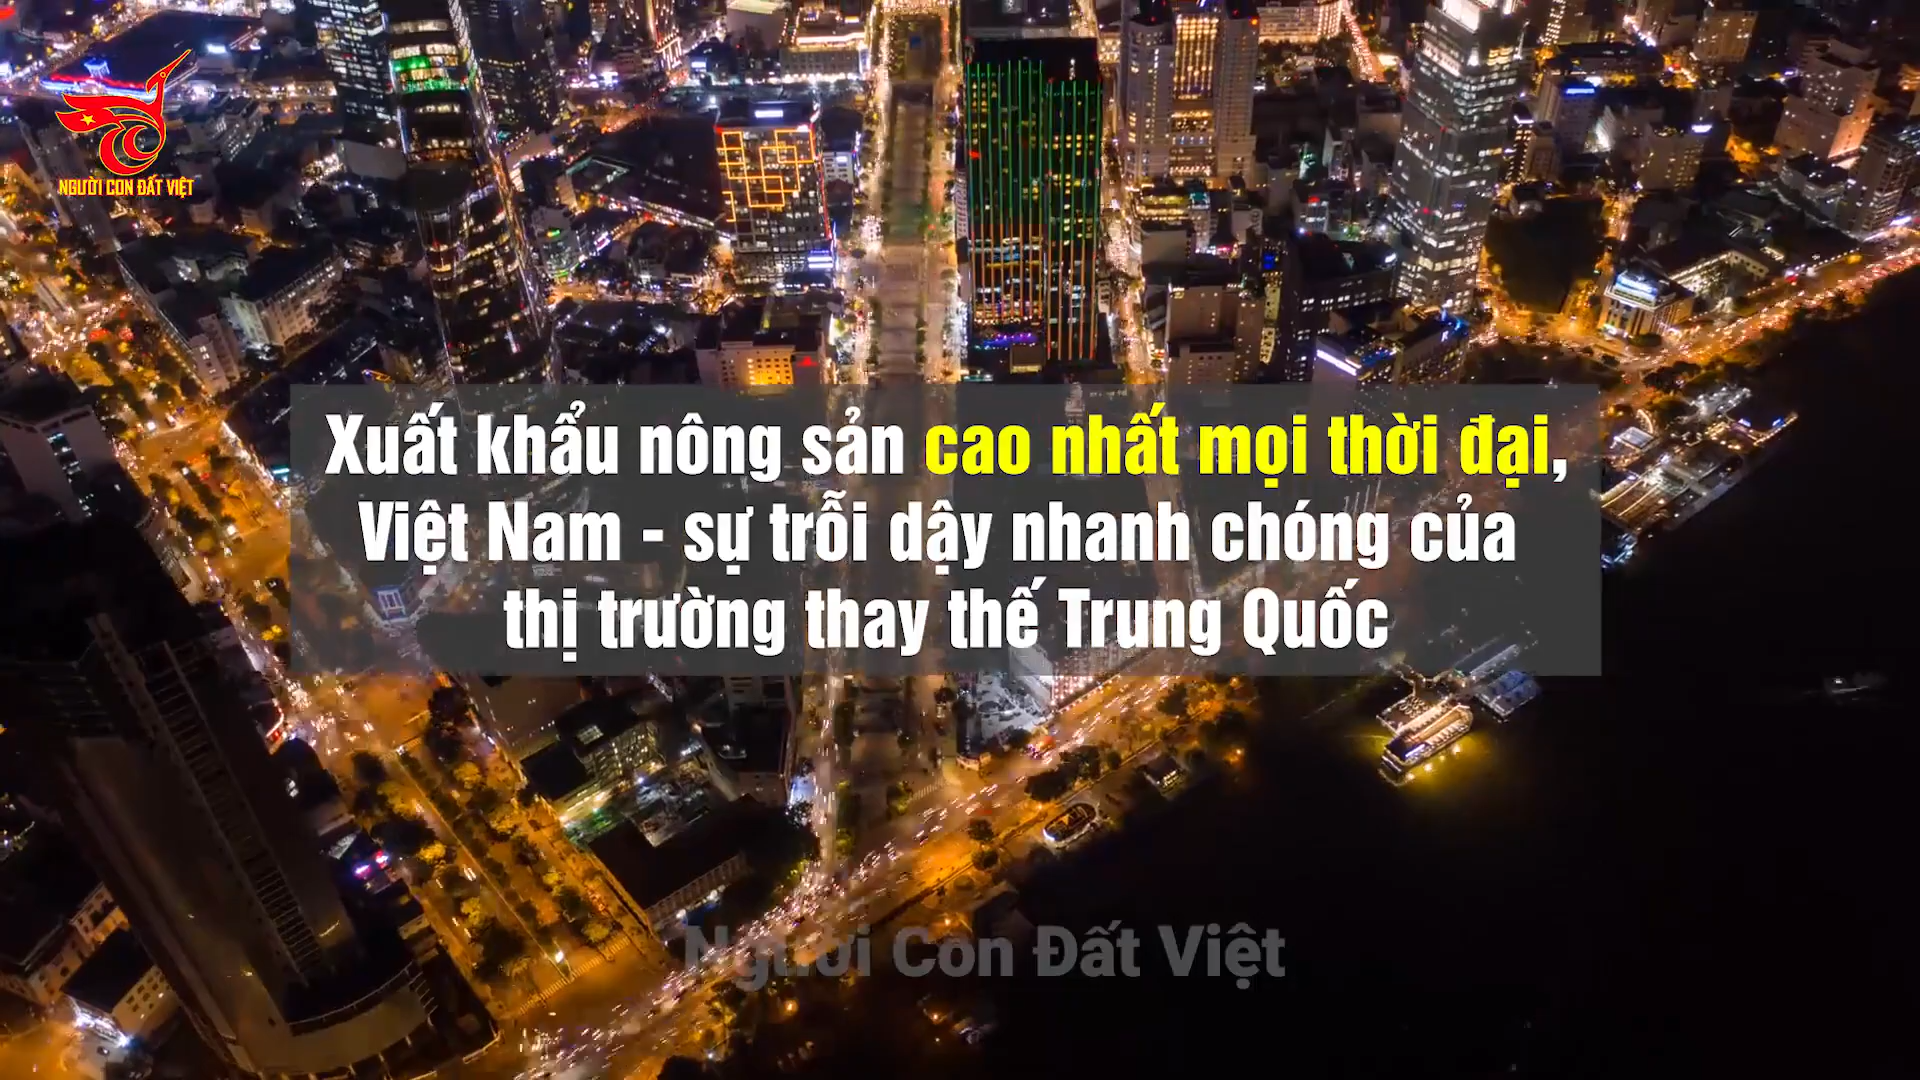 NGƯỜI CON ĐẤT VIỆT
Xuất khẩu nông sản cao nhất mọi thời đại,
Việt Nam - sự trỗi dậy nhanh chóng của
thị trường thay thế Trung Quốc
Người Con Đất Việt